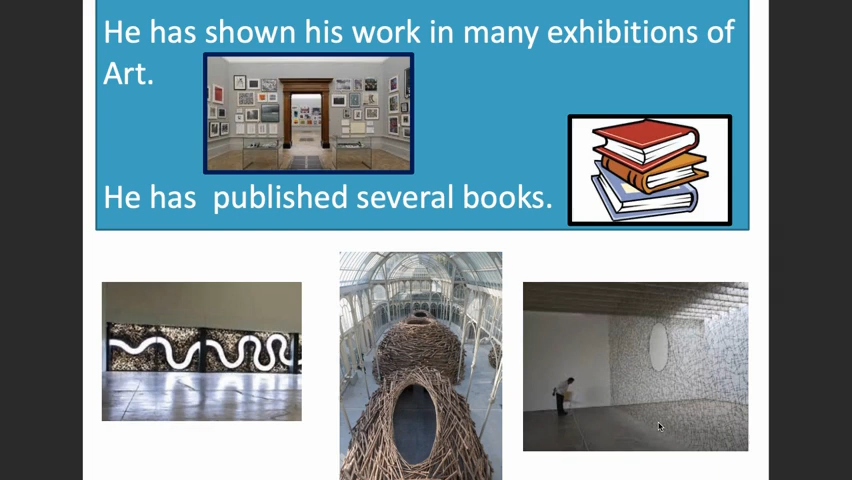 He has shown his work in many exhibitions of
Art.
He has  published several books.